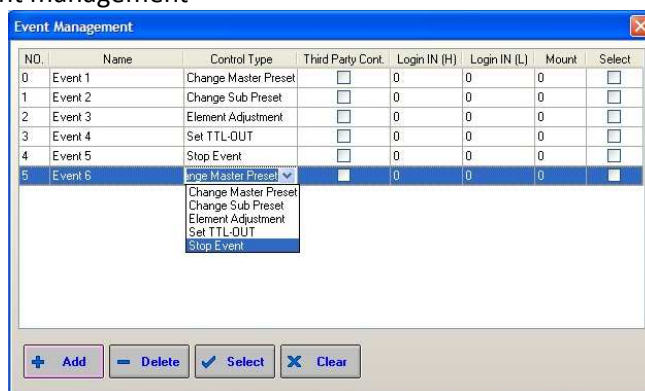 Event Management
NO. Name Control Type Third Party Cont. Login IN (H) Login IN (L) Mount Select
0 Event 1 Change Master Preset 0 0 0
1 Event 2 Change Sub Preset 0 0 0
2 Event 3 Element Adjustment 0 0 0
3 Event 4 Set TTL-OUT 0 0 0
4 Event 5 Stop Event 0 0 0
5 Event 6 ange Master Preset 0 0 0
Change Master Preset
Change Sub Preset
Element Adjustment
Set TTL-OUT
Stop Event
Add Delete Select Clear